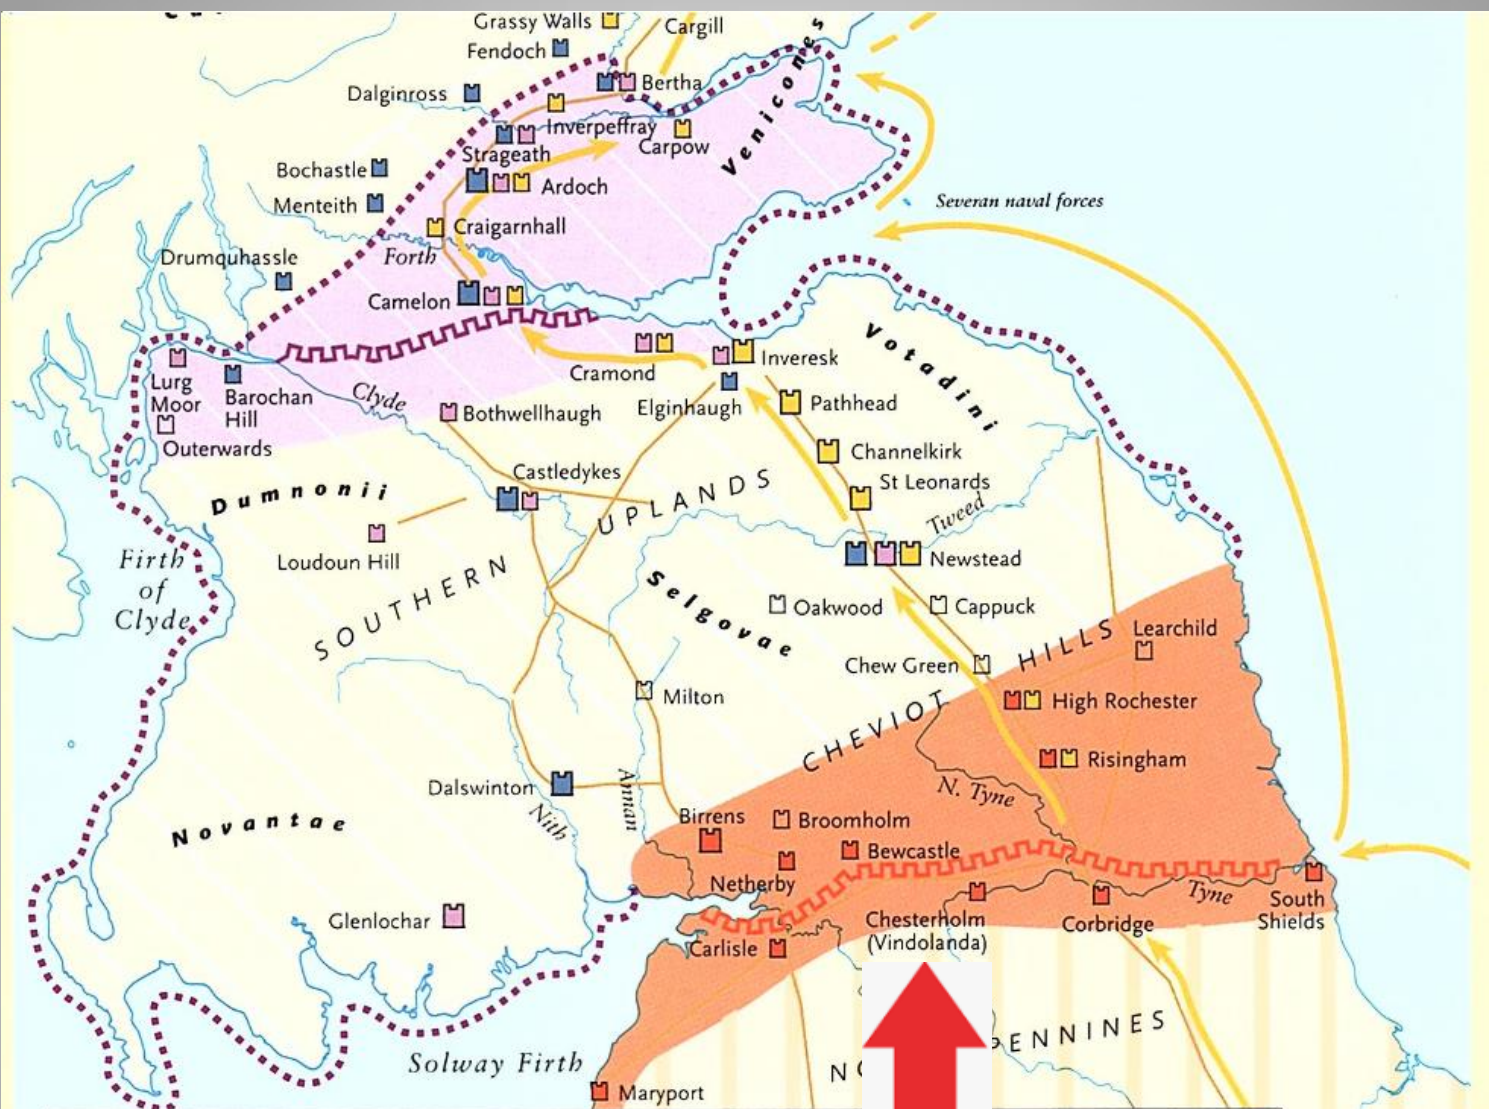 Grassy Walls
Cargill
Fendoch
Venicones
Dalginross
Bertha
Inverpeffray
Strageath
Carpow
Bochastle
Ardoch
Menteith
Severan naval forces
Craigarnhall
Drumquhassle
Forth
Camelon
Votadini
Inveresk
Cramond
Lurg
Moor
Barochan
Hill
Clyde
Elginhaugh
Pathhead
Bothwellhaugh
Outerwards
Channelkirk
Castledykes
St Leonards
Dumnonii
SOUTHERN UPLANDS
Tweed
Loudoun Hill
Newstead
Firth
of
Clyde
Selgovae
Oakwood
Cappuck
Learchild
Chew Green
CHEVIOT HILLS
Milton
High Rochester
Risingham
Dalswinton
Annan
N. Tyne
Nith
Novantae
Birrens
Broomholm
Bewcastle
Netherby
Tyne
South
Shields
Glenlochar
Chesterholm
(Vindolanda)
Corbridge
Carlisle
PENNINES
Solway Firth
Maryport